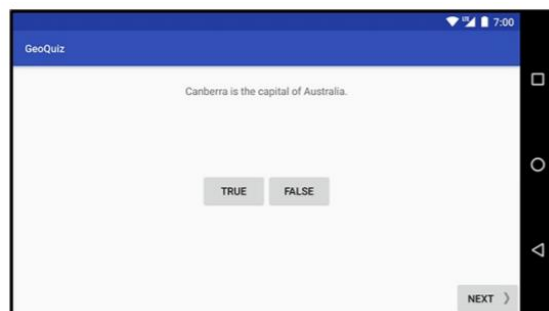 7:00
GeoQuiz
Canberra is the capital of Australia.
TRUE FALSE
NEXT